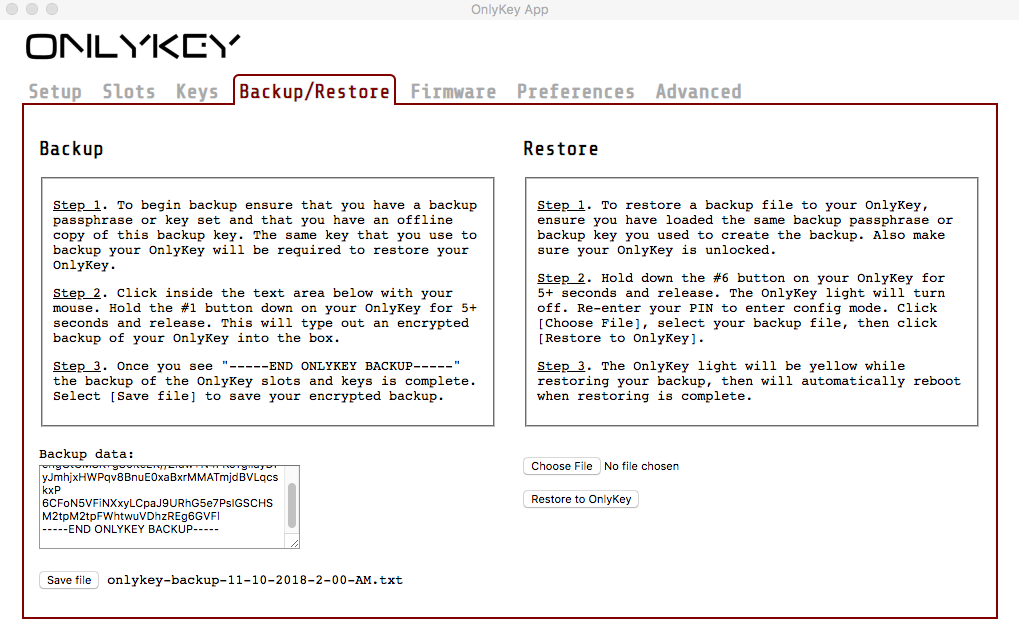 OnlyKey App
ONLYKEY
Setup Slots Keys Backup/Restore Firmware Preferences Advanced
Backup
Step 1. To begin backup ensure that you have a backup
passphrase or key set and that you have an offline
copy of this backup key. The same key that you use to
backup your OnlyKey will be required to restore your
OnlyKey.
Step 2. Click inside the text area below with your
mouse. Hold the #1 button down on your OnlyKey for 5+
seconds and release. This will type out an encrypted
backup of your OnlyKey into the box.
Step 3. Once you see "-----END ONLYKEY BACKUP-----"
the backup of the OnlyKey slots and keys is complete.
Select [Save file] to save your encrypted backup.
Backup data:
yJmhjxHWPqv8BnuE0xaBxrMMATmjdBVLqcs
kxP
6CFoN5VFiNXxyLCpaJ9URhG5e7PslGSCHS
M2tpM2tpFWhtwuVDhzREg6GVFl
-----END ONLYKEY BACKUP-----
Save file onlykey-backup-11-10-2018-2-00-AM.txt
Restore
Step 1. To restore a backup file to your OnlyKey,
ensure you have loaded the same backup passphrase or
backup key you used to create the backup. Also make
sure your OnlyKey is unlocked.
Step 2. Hold down the #6 button on your OnlyKey for
5+ seconds and release. The OnlyKey light will turn
off. Re-enter your PIN to enter config mode. Click
[Choose File], select your backup file, then click
[Restore to OnlyKey].
Step 3. The OnlyKey light will be yellow while
restoring your backup, then will automatically reboot
when restoring is complete.
Choose File No file chosen
Restore to OnlyKey